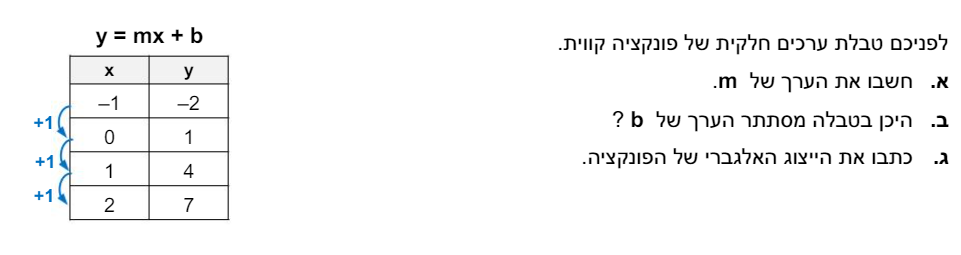 לפניכם טבלת ערכים חלקית של פונקציה קווית.
א. חשבו את הערך של m.
ב. היכן בטבלה מסתתר הערך של b ?
ג. כתבו את הייצוג האלגברי של הפונקציה.
y = mx + b
x y
–1 –2
+1
0 1
+1
1 4
+1
2 7